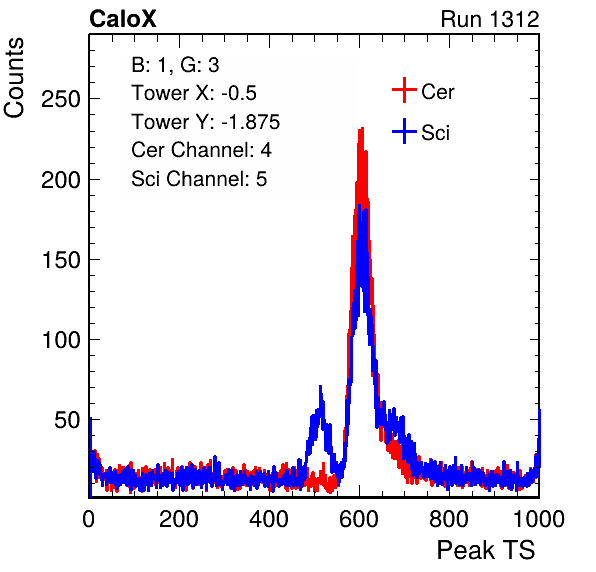 CaloX Run 1312
Counts
B: 1, G: 3
Tower X: -0.5
Tower Y: -1.875
Cer Channel: 4
Sci Channel: 5
Cer
Sci
250
200
150
100
50
0 200 400 600 800 1000
Peak TS